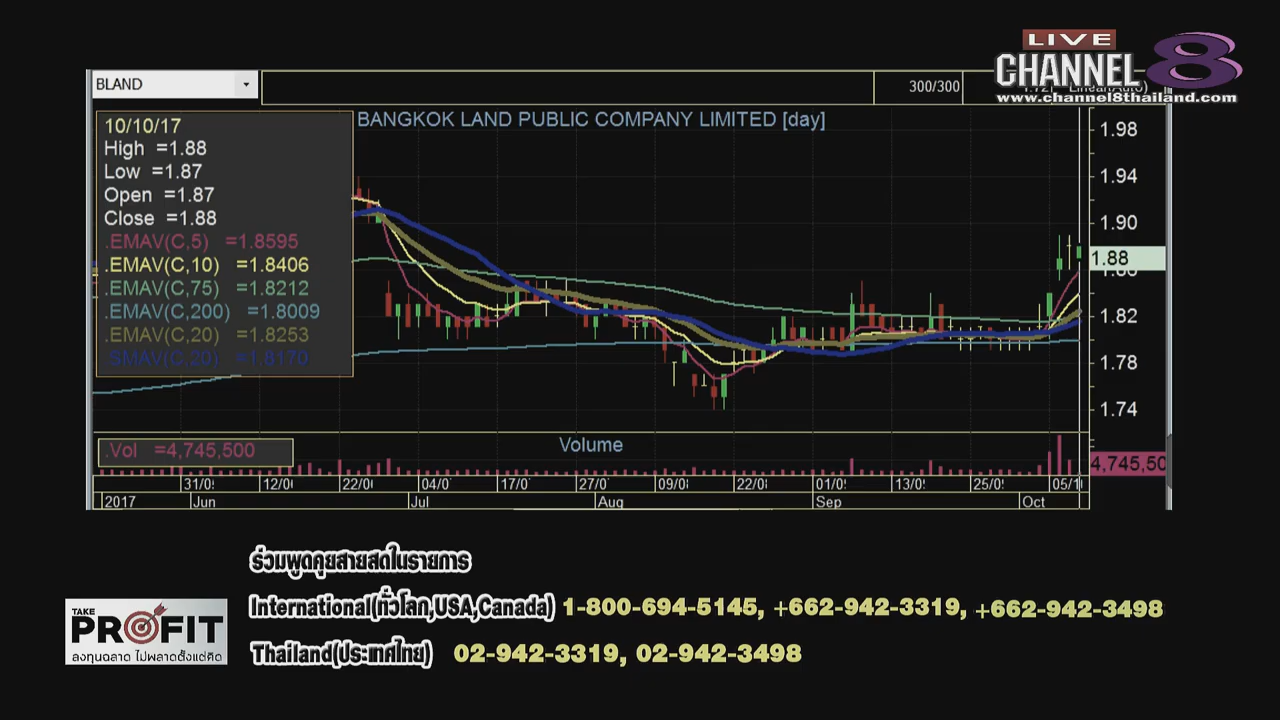 LIVE
CHANNEL 8
www.channel8thailand.com
BLAND
300/300
BANGKOK LAND PUBLIC COMPANY LIMITED [day]
10/10/17
High =1.88
Low =1.87
Open =1.87
Close =1.88
.EMAV(C,5) =1.8595
.EMAV(C,10) =1.8406
.EMAV(C,75) =1.8212
.EMAV(C,200) =1.8009
.EMAV(C,20) =1.8253
.SMAV(C,20) =1.8170
1.98
1.94
1.90
1.88
1.82
1.78
1.74
.Vol =4,745,500
Volume
4,745,50
31/0 12/0 22/0 04/0 17/0 27/0 09/0 22/0 01/0 13/0 25/0 05/1
2017 Jun Jul Aug Sep Oct
ร่วมพูดคุยสายสดในรายการ
International(ทั่วโลก,USA,Canada) 1-800-694-5145, +662-942-3319, +662-942-3498
Thailand(ประเทศไทย) 02-942-3319, 02-942-3498
TAKE
PROFIT
ลงทุนฉลาด ไม่พลาดตั้งแต่คิด